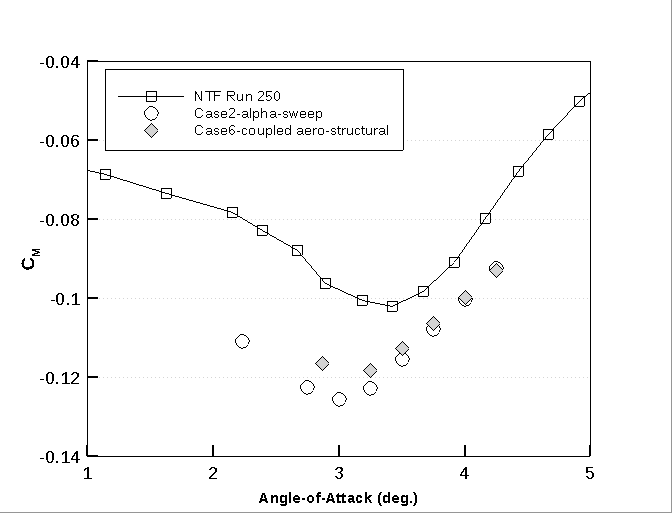 -0.04
NTF Run 250
Case2-alpha-sweep
Case6-coupled aero-structural
-0.06
-0.08
CM
-0.1
-0.12
-0.14
1 2 3 4 5
Angle-of-Attack (deg.)